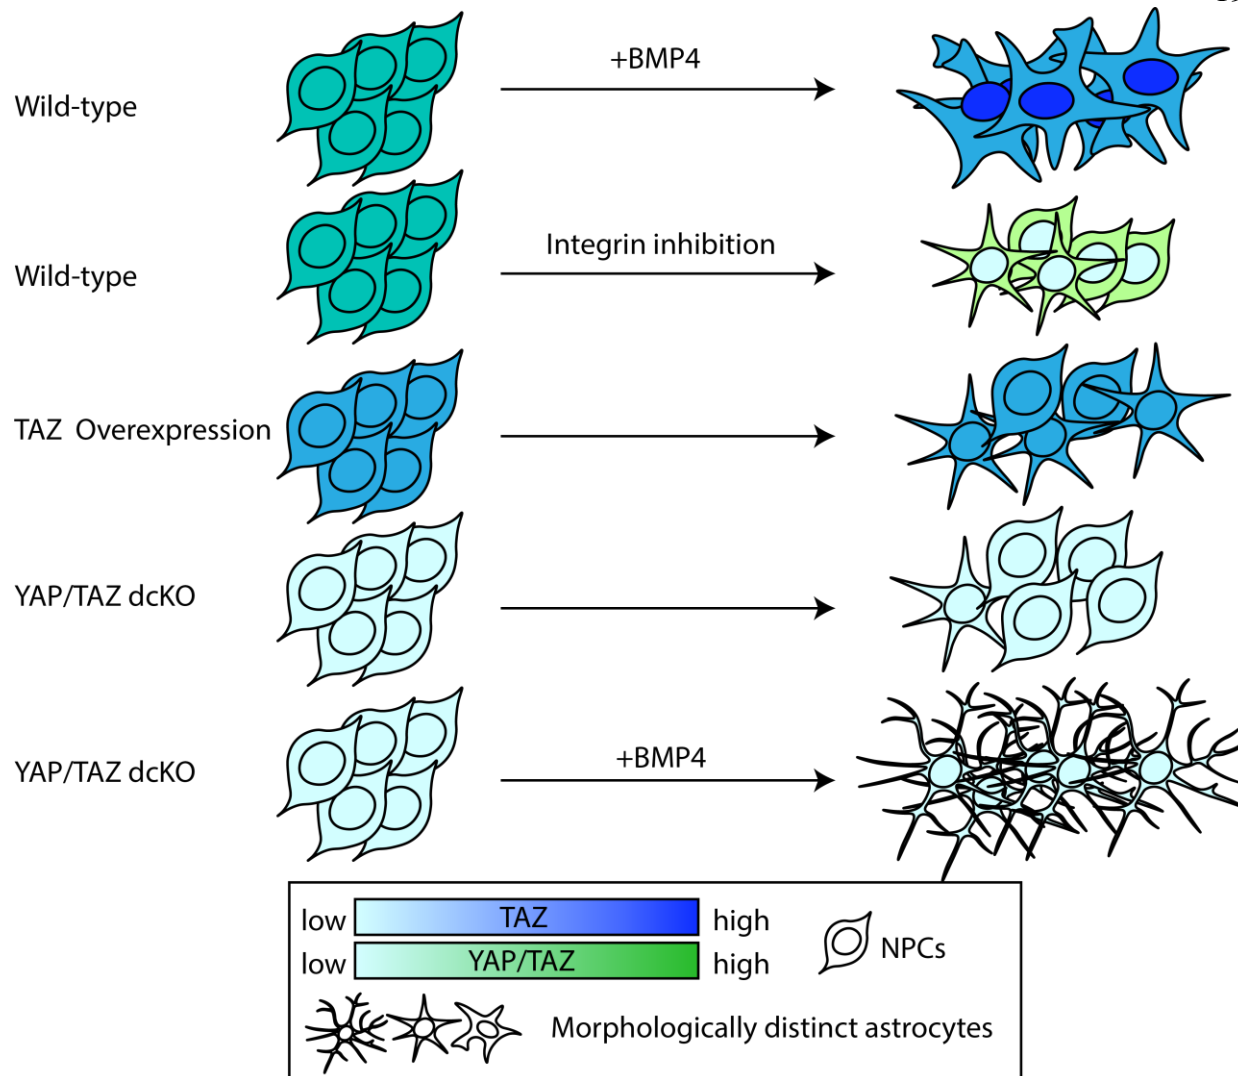 +BMP4
Wild-type
Integrin inhibition
Wild-type
TAZ Overexpression
YAP/TAZ dcKO
YAP/TAZ dcKO
+BMP4
low TAZ high
low YAP/TAZ high
NPCs
Morphologically distinct astrocytes